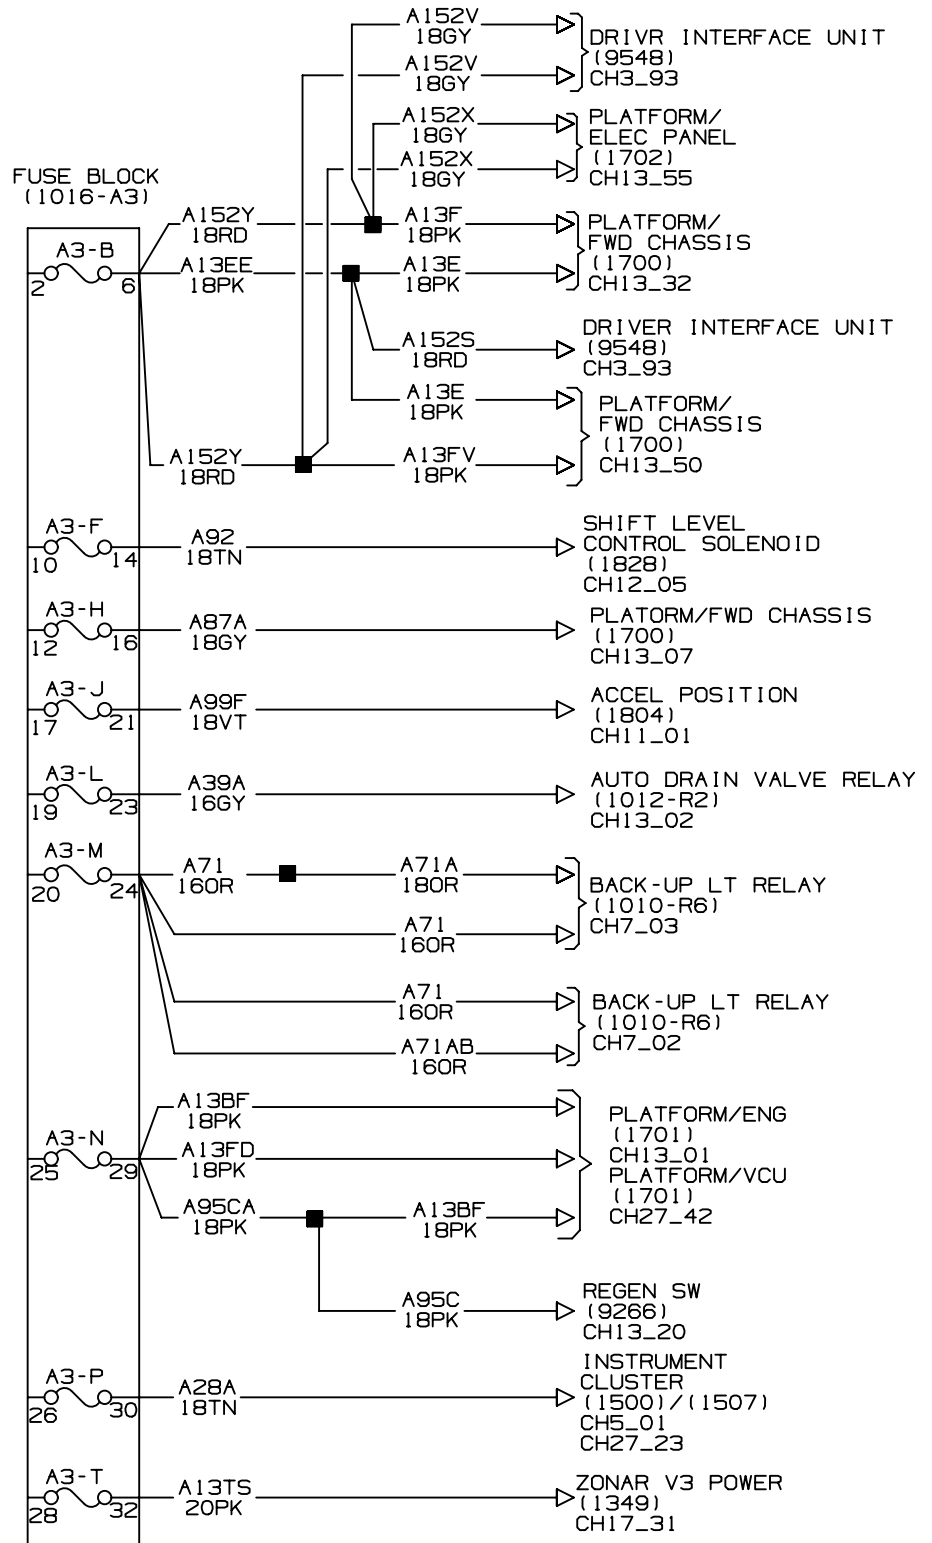 A152V
18GY
DRIVR INTERFACE UNIT
(9548)
CH3_93
A152V
18GY
A152X
18GY
PLATFORM/
ELEC PANEL
(1702)
CH13_55
A152X
18GY
FUSE BLOCK
(1016-A3)
A152Y
18RD
A13F
18PK
PLATFORM/
FWD CHASSIS
(1700)
CH13_32
A3-B
2
6
A13EE
18PK
A13E
18PK
A152S
18RD
DRIVER INTERFACE UNIT
(9548)
CH3_93
A13E
18PK
PLATFORM/
FWD CHASSIS
(1700)
CH13_50
A152Y
18RD
A13FV
18PK
A3-F
10
14
A92
18TN
SHIFT LEVEL
CONTROL SOLENOID
(1828)
CH12_05
A3-H
12
16
A87A
18GY
PLATORM/FWD CHASSIS
(1700)
CH13_07
A3-J
17
21
A99F
18VT
ACCEL POSITION
(1804)
CH11_01
A3-L
19
23
A39A
16GY
AUTO DRAIN VALVE RELAY
(1012-R2)
CH13_02
A3-M
20
24
A71
16OR
A71A
18OR
BACK-UP LT RELAY
(1010-R6)
CH7_03
A71
16OR
A71
16OR
BACK-UP LT RELAY
(1010-R6)
CH7_02
A71AB
16OR
A13BF
18PK
PLATFORM/ENG
(1701)
CH13_01
PLATFORM/VCU
(1701)
CH27_42
A3-N
25
29
A13FD
18PK
A95CA
18PK
A13BF
18PK
A95C
18PK
REGEN SW
(9266)
CH13_20
A3-P
26
30
A28A
18TN
INSTRUMENT
CLUSTER
(1500)/(1507)
CH5_01
CH27_23
A3-T
28
32
A13TS
20PK
ZONAR V3 POWER
(1349)
CH17_31